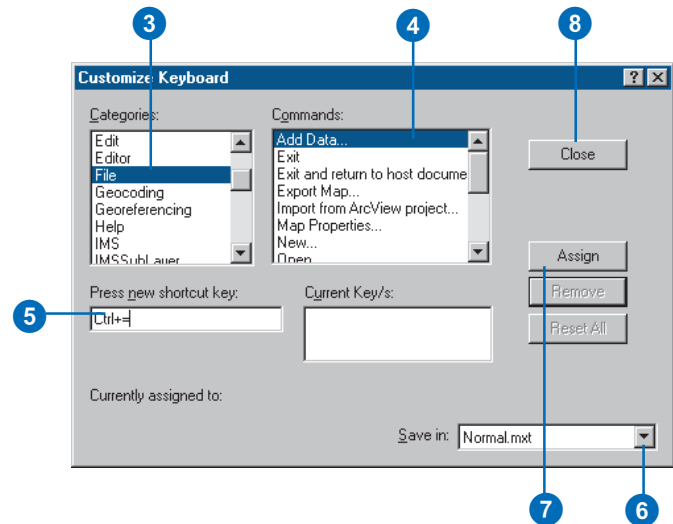 3
4
8
Customize Keyboard
Categories:
Commands:
Edit
Editor
File
Geocoding
Georeferencing
Help
IMS
IMSSubLayer
Add Data...
Exit
Exit and return to host docume
Export Map...
Import from ArcView project...
Map Properties...
New...
Open
Close
Assign
Remove
Reset All
Press new shortcut key:
Current Key/s:
5
Ctrl+=
Currently assigned to:
Save in:
Normal.mxt
7
6